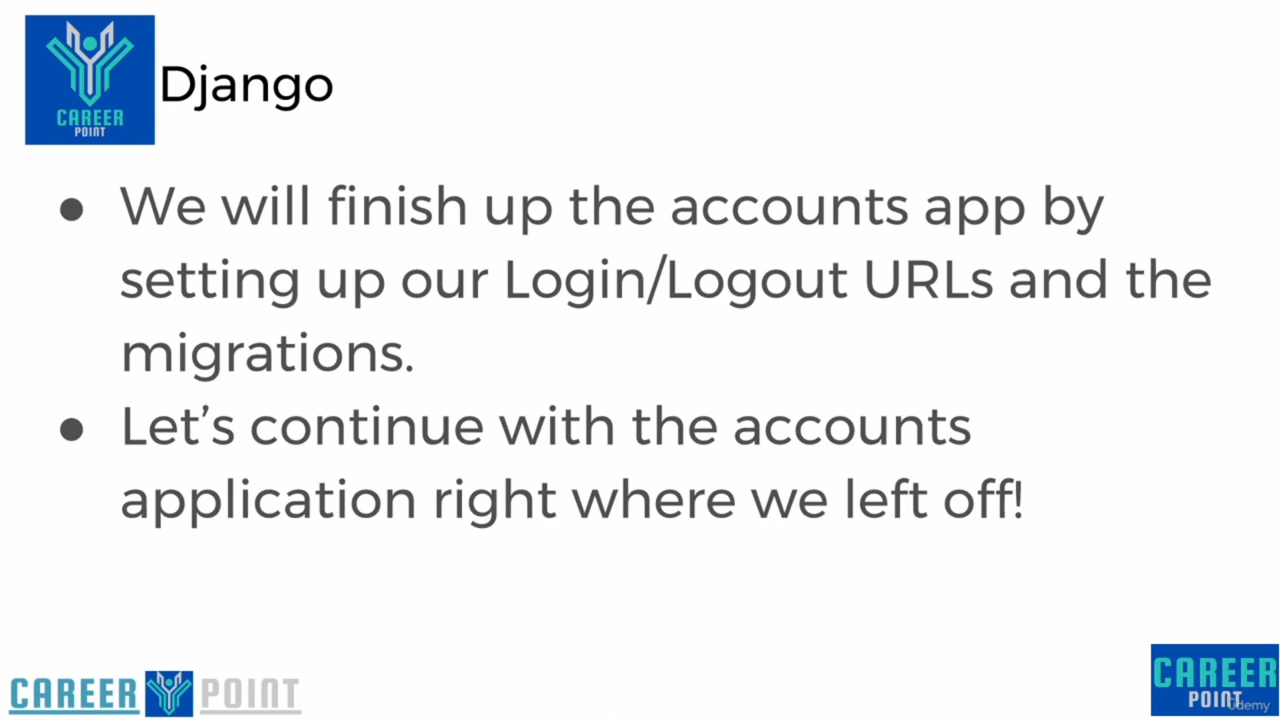 CAREER
POINT
Django
● We will finish up the accounts app by
setting up our Login/Logout URLs and the
migrations.
● Let’s continue with the accounts
application right where we left off!
CAREER POINT
CAREER
POINT
ûdemy